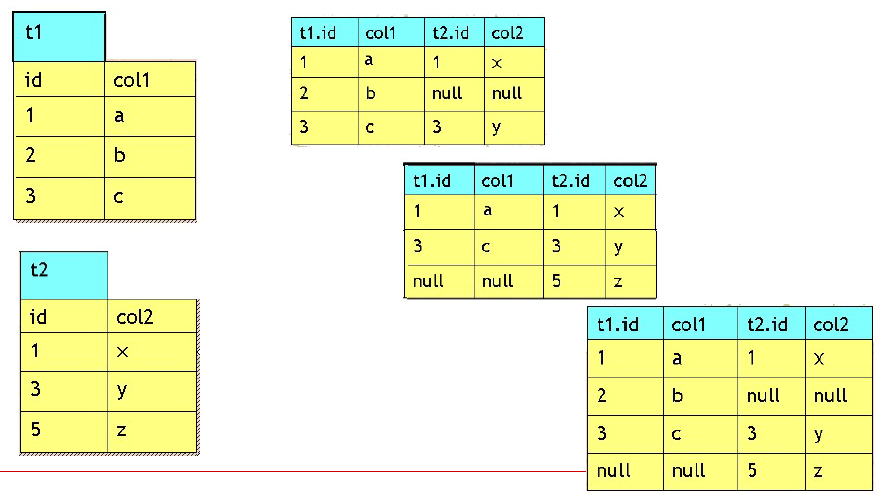 t1
id col1
1 a
2 b
3 c
t2
id col2
1 x
3 y
5 z
t1.id col1 t2.id col2
1 a 1 x
2 b null null
3 c 3 y
t1.id col1 t2.id col2
1 a 1 x
3 c 3 y
null null 5 z
t1.id col1 t2.id col2
1 a 1 x
2 b null null
3 c 3 y
null null 5 z